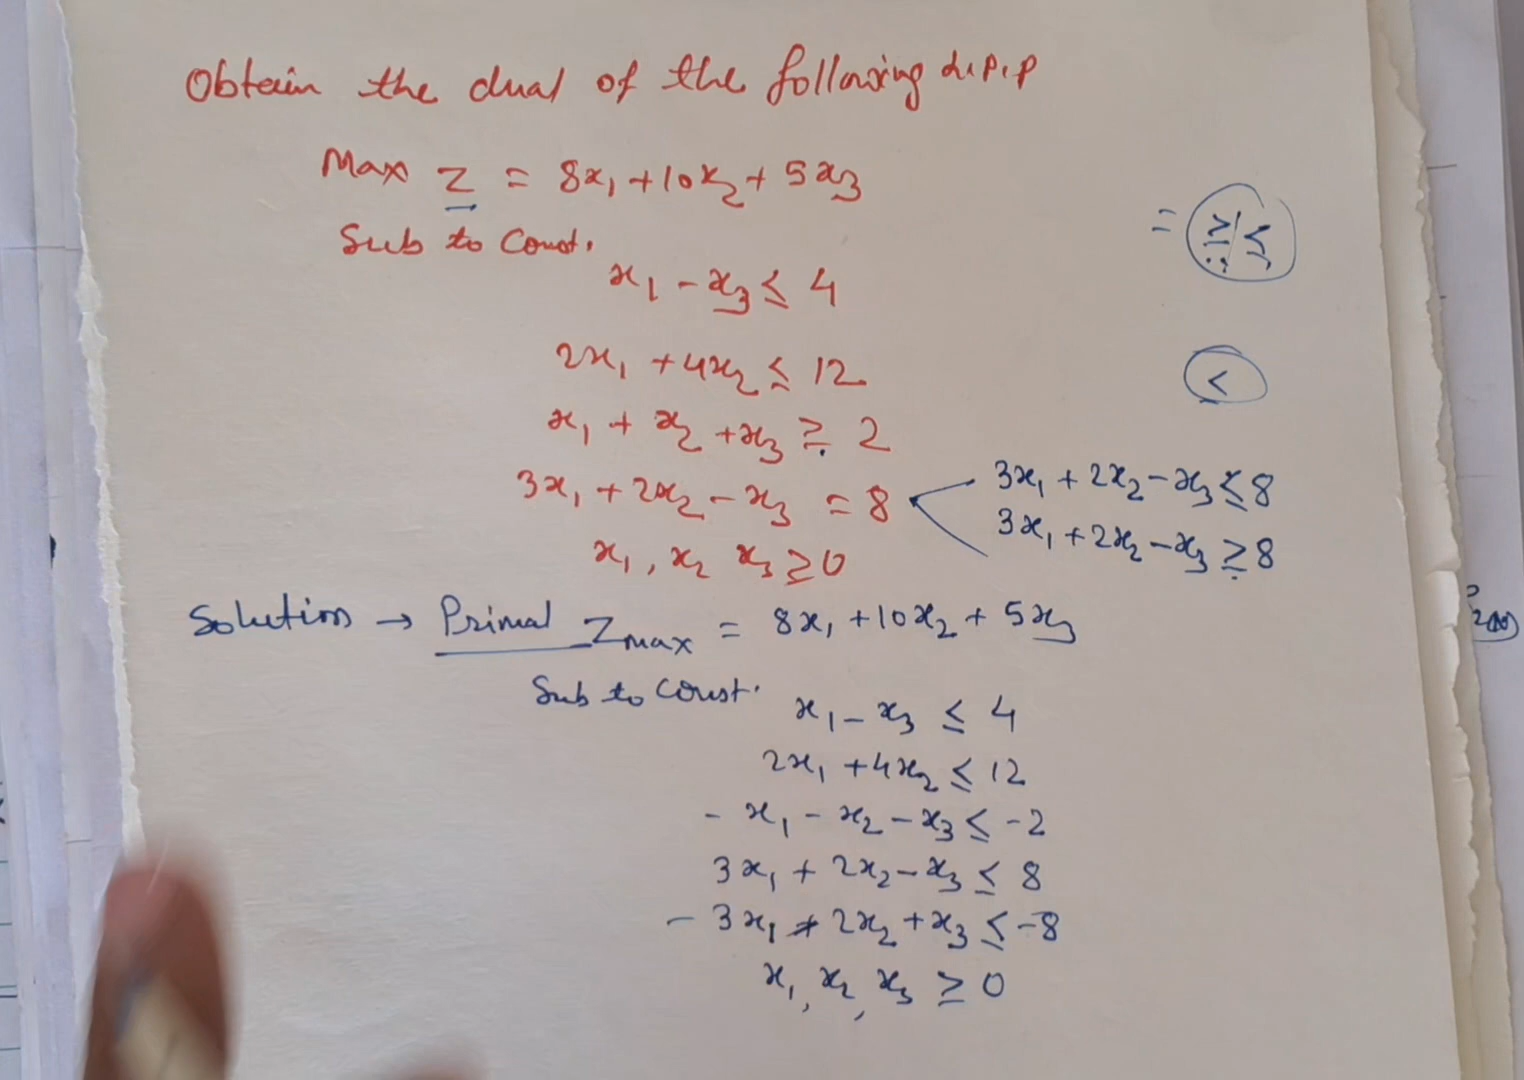 Obtain the dual of the following L.P.P
Max Z = 8x₁ + 10x₂ + 5x₃
Sub to Const.
x₁ - x₃ ≤ 4
= ≥/≤
2x₁ + 4x₂ ≤ 12
<
x₁ + x₂ + x₃ ≥ 2
3x₁ + 2x₂ - x₃ = 8
3x₁ + 2x₂ - x₃ ≤ 8
3x₁ + 2x₂ - x₃ ≥ 8
x₁, x₂ x₃ ≥ 0
Solution → Primal Zmax = 8x₁ + 10x₂ + 5x₃
Sub to Const.
x₁ - x₃ ≤ 4
2x₁ + 4x₂ ≤ 12
- x₁ - x₂ - x₃ ≤ -2
3x₁ + 2x₂ - x₃ ≤ 8
- 3x₁ - 2x₂ + x₃ ≤ -8
x₁, x₂, x₃ ≥ 0